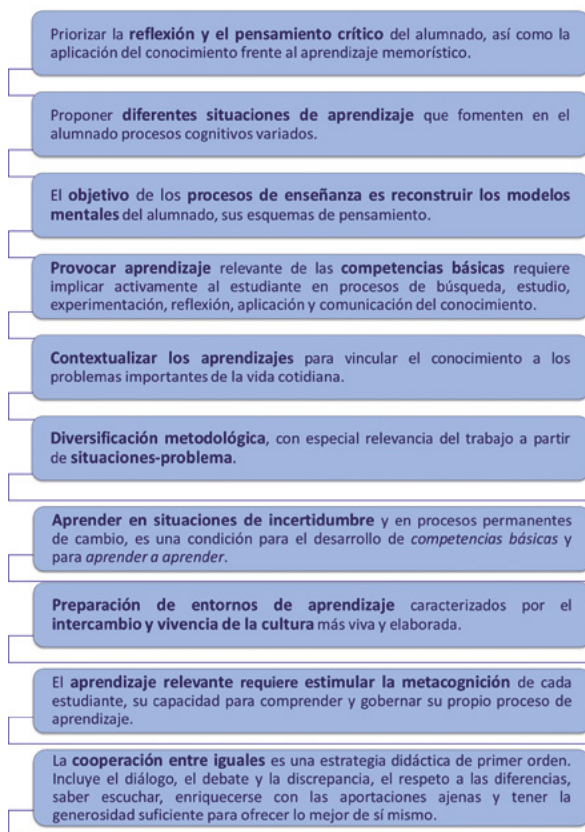 Priorizar la reflexión y el pensamiento crítico del alumnado, así como la
aplicación del conocimiento frente al aprendizaje memorístico.
Proponer diferentes situaciones de aprendizaje que fomenten en el
alumnado procesos cognitivos variados.
El objetivo de los procesos de enseñanza es reconstruir los modelos
mentales del alumnado, sus esquemas de pensamiento.
Provocar aprendizaje relevante de las competencias básicas requiere
implicar activamente al estudiante en procesos de búsqueda, estudio,
experimentación, reflexión, aplicación y comunicación del conocimiento.
Contextualizar los aprendizajes para vincular el conocimiento a los
problemas importantes de la vida cotidiana.
Diversificación metodológica, con especial relevancia del trabajo a partir
de situaciones-problema.
Aprender en situaciones de incertidumbre y en procesos permanentes
de cambio, es una condición para el desarrollo de competencias básicas y
para aprender a aprender.
Preparación de entornos de aprendizaje caracterizados por el
intercambio y vivencia de la cultura más viva y elaborada.
El aprendizaje relevante requiere estimular la metacognición de cada
estudiante, su capacidad para comprender y gobernar su propio proceso de
aprendizaje.
La cooperación entre iguales es una estrategia didáctica de primer orden.
Incluye el diálogo, el debate y la discrepancia, el respeto a las diferencias,
saber escuchar, enriquecerse con las aportaciones ajenas y tener la
generosidad suficiente para ofrecer lo mejor de sí mismo.